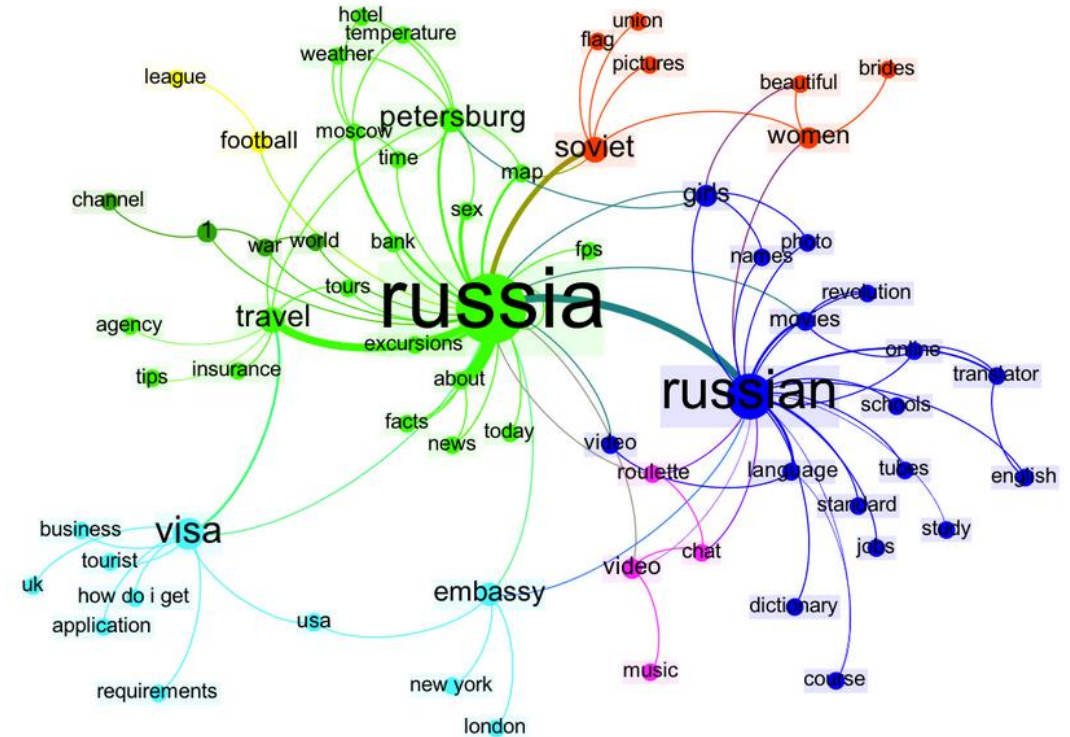 hotel
union
temperature
flag
weather
pictures
league
brides
beautiful
petersburg
moscow
women
football
soviet
time
map
channel
girls
sex
1
war
world
bank
photo
fps
names
tours
revolution
travel
russia
movies
agency
excursions
online
tips
insurance
about
translator
russian
schools
facts
news
today
video
roulette
language
tubes
english
standard
business
visa
study
tourist
jobs
chat
video
uk
how do i get
embassy
dictionary
application
usa
music
course
requirements
new york
london